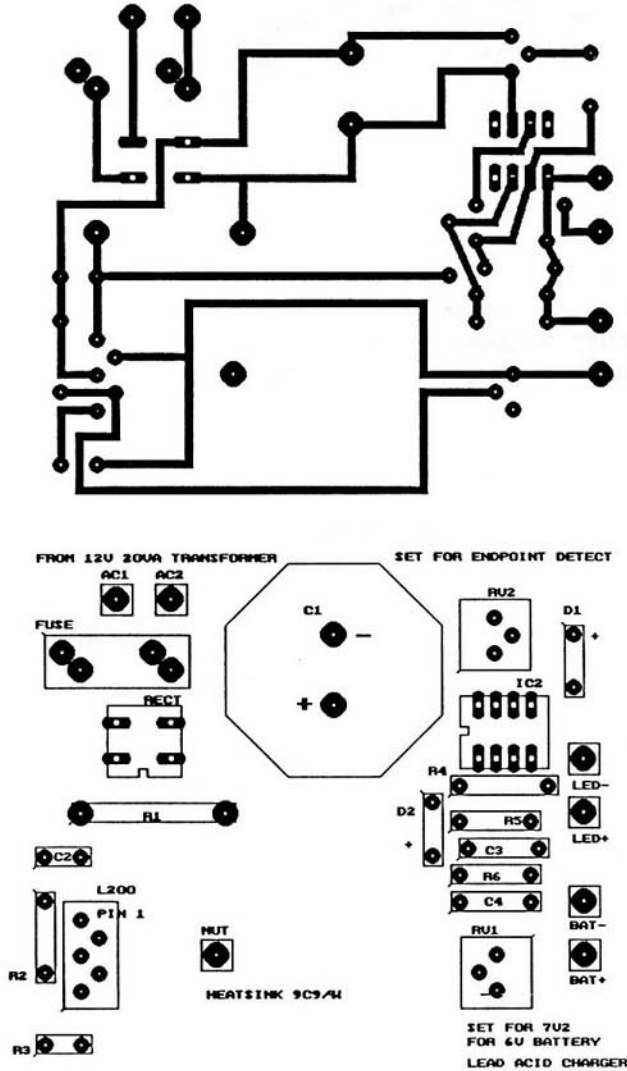 FROM 12V 20VA TRANSFORMER
SET FOR ENDPOINT DETECT
AC1 AC2
RV2
D1
C1
FUSE
-
+
RECT
IC2
+
R4
LED-
D2
R1
R5
LED+
C2
+
C3
L200
R6
PIN 1
C4
NUT
RV1
BAT-
R2
BAT+
HEATSINK 9C9/W
SET FOR 7V2
FOR 6V BATTERY
R3
LEAD ACID CHARGER